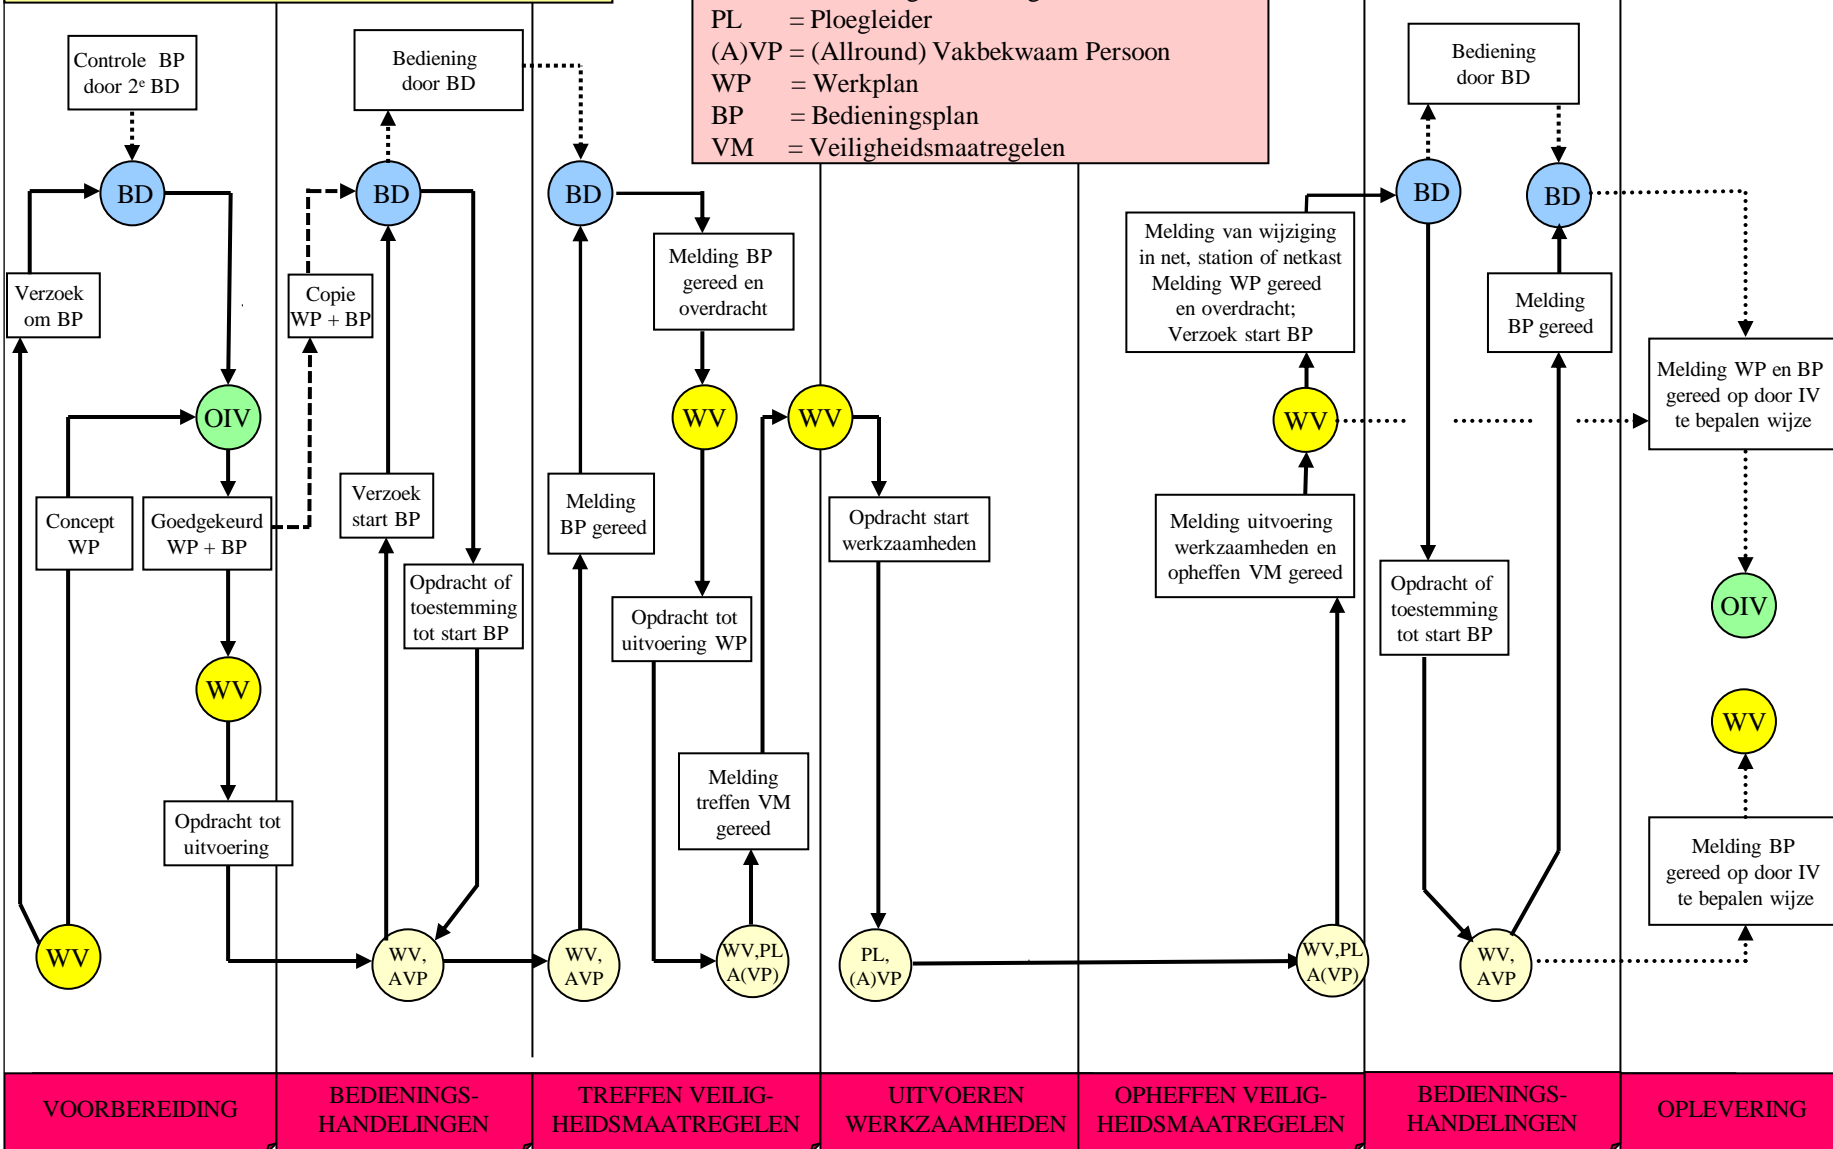 PL = Ploegleider
(A)VP = (Allround) Vakbekwaam Persoon
WP = Werkplan
BP = Bedieningsplan
VM = Veiligheidsmaatregelen
Controle BP
door 2e BD
BD
Verzoek
om BP
OIV
Concept
WP
Goedgekeurd
WP + BP
WV
Opdracht tot
uitvoering
WV
Bediening
door BD
BD
Copie
WP + BP
Verzoek
start BP
Opdracht of
toestemming
tot start BP
WV,
AVP
BD
Melding BP
gereed en
overdracht
WV
Melding
BP gereed
Opdracht tot
uitvoering WP
Melding
treffen VM
gereed
WV,
AVP
WV,PL
A(VP)
WV
Opdracht start
werkzaamheden
PL,
(A)VP
Melding van wijziging
in net, station of netkast
Melding WP gereed
en overdracht;
Verzoek start BP
WV
Melding uitvoering
werkzaamheden en
opheffen VM gereed
WV,PL
A(VP)
Bediening
door BD
BD
BD
Melding
BP gereed
Opdracht of
toestemming
tot start BP
WV,
AVP
Melding WP en BP
gereed op door IV
te bepalen wijze
OIV
WV
Melding BP
gereed op door IV
te bepalen wijze
VOORBEREIDING
BEDIENINGS-
HANDELINGEN
TREFFEN VEILIG-
HEIDSMAATREGELEN
UITVOEREN
WERKZAAMHEDEN
OPHEFFEN VEILIG-
HEIDSMAATREGELEN
BEDIENINGS-
HANDELINGEN
OPLEVERING